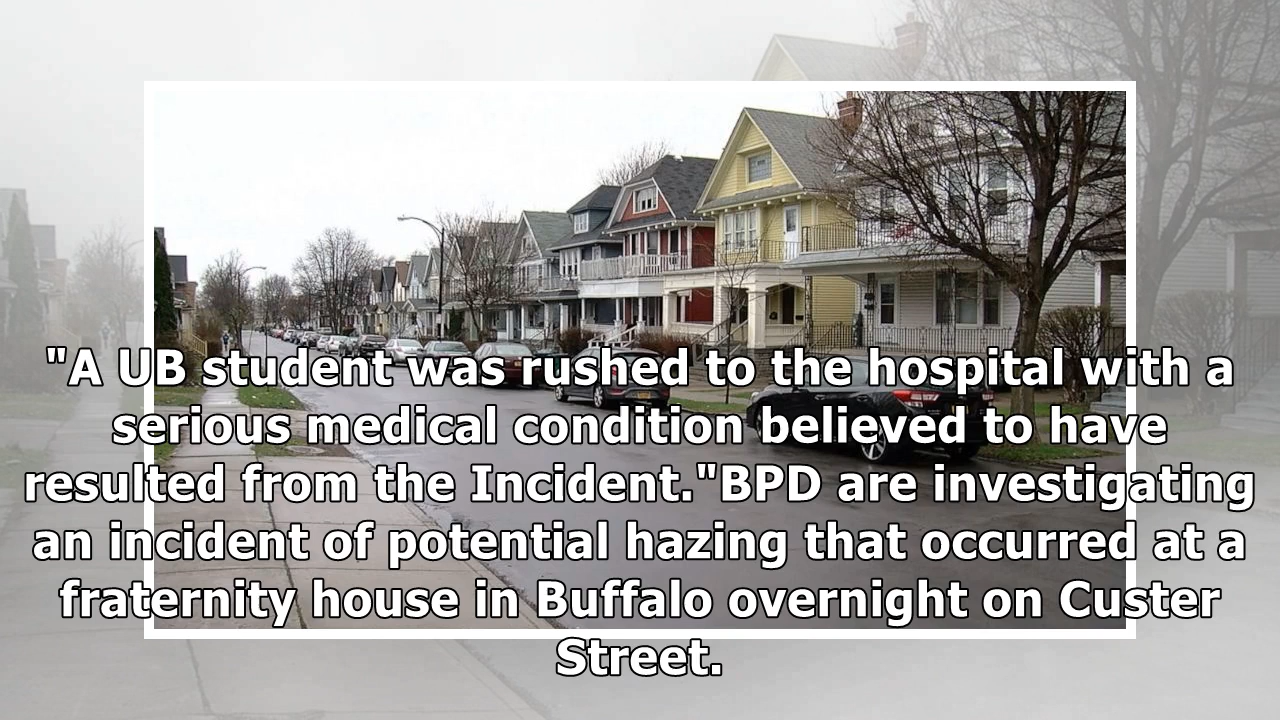 "A UB student was rushed to the hospital with a
serious medical condition believed to have
resulted from the Incident."BPD are investigating
an incident of potential hazing that occurred at a
fraternity house in Buffalo overnight on Custer
Street.